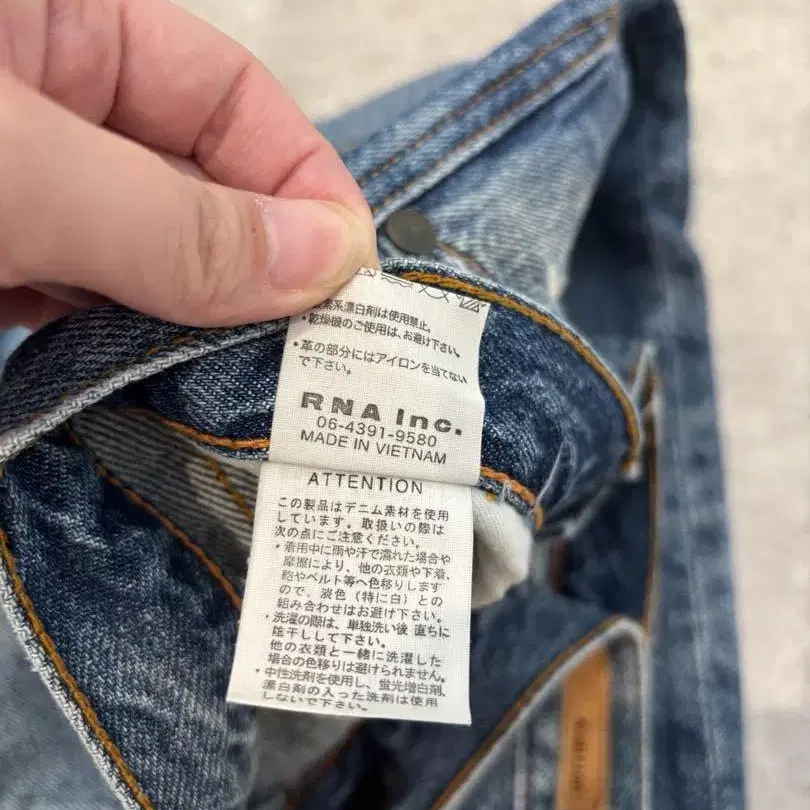 素系漂白剤は使用禁止。
・乾燥機のご使用は、お避け下さい。
・革の部分にはアイロンを当てない
で下さい。
RNA Inc.
06-4391-9580
MADE IN VIETNAM
ATTENTION
この製品はデニム素材を使用
しています。取扱いの際は
次の点にご注意ください。
・着用中に雨や汗で濡れた場合や
摩擦により、他の衣類や下着、
鞄やベルト等へ色移りします
ので、淡色（特に白）との
組み合わせはお避け下さい。
・洗濯の際は、単独洗い後 直ちに
陰干しして下さい。
他の衣類と一緒に洗濯した
場合の色移りは避けられません。
・中性洗剤を使用し、蛍光増白剤、
漂白剤の入った洗剤は使用
しないで下さい。